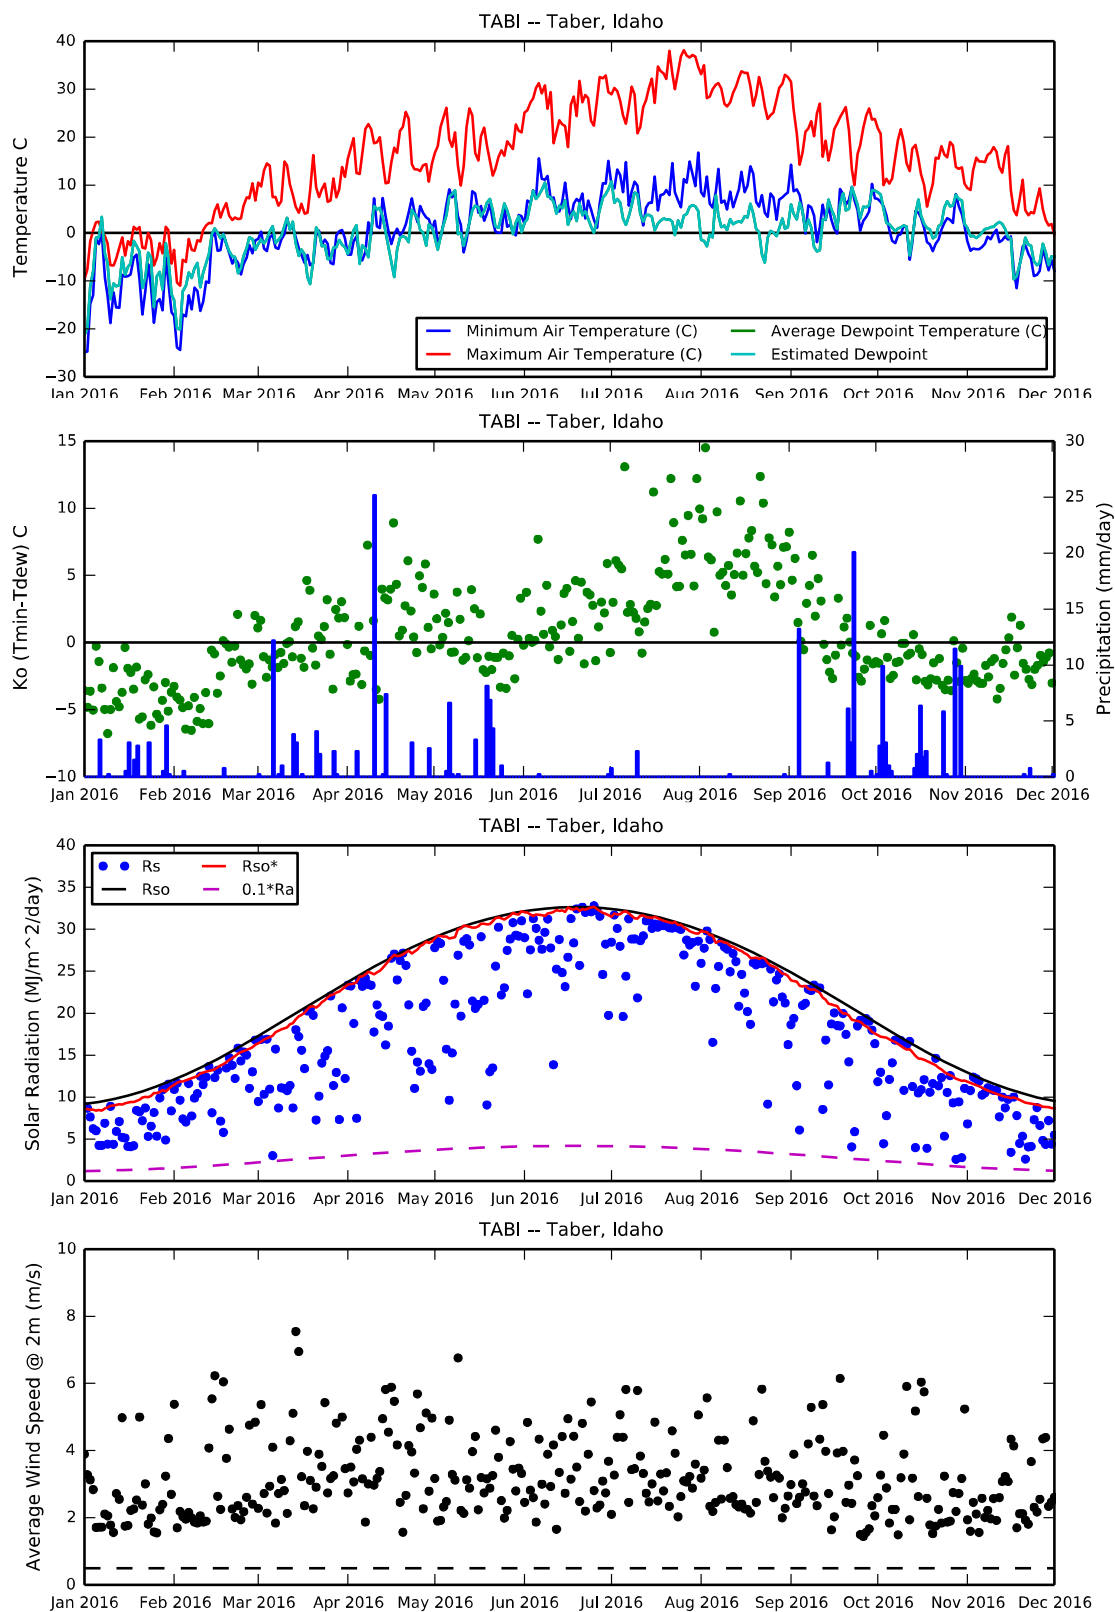 TABI -- Taber, Idaho
Temperature C
40
30
20
10
0
−10
−20
−30
Minimum Air Temperature (C)
Maximum Air Temperature (C)
Average Dewpoint Temperature (C)
Estimated Dewpoint
Jan 2016 Feb 2016 Mar 2016 Apr 2016 May 2016 Jun 2016 Jul 2016 Aug 2016 Sep 2016 Oct 2016 Nov 2016 Dec 2016
TABI -- Taber, Idaho
Ko (Tmin-Tdew) C
15
10
5
0
−5
−10
30
25
20
15
10
5
0
Precipitation (mm/day)
Jan 2016 Feb 2016 Mar 2016 Apr 2016 May 2016 Jun 2016 Jul 2016 Aug 2016 Sep 2016 Oct 2016 Nov 2016 Dec 2016
TABI -- Taber, Idaho
Solar Radiation (MJ/m^2/day)
40
35
30
25
20
15
10
5
0
Rs
Rso
Rso*
0.1*Ra
Jan 2016 Feb 2016 Mar 2016 Apr 2016 May 2016 Jun 2016 Jul 2016 Aug 2016 Sep 2016 Oct 2016 Nov 2016 Dec 2016
TABI -- Taber, Idaho
Average Wind Speed @ 2m (m/s)
10
8
6
4
2
0
Jan 2016 Feb 2016 Mar 2016 Apr 2016 May 2016 Jun 2016 Jul 2016 Aug 2016 Sep 2016 Oct 2016 Nov 2016 Dec 2016